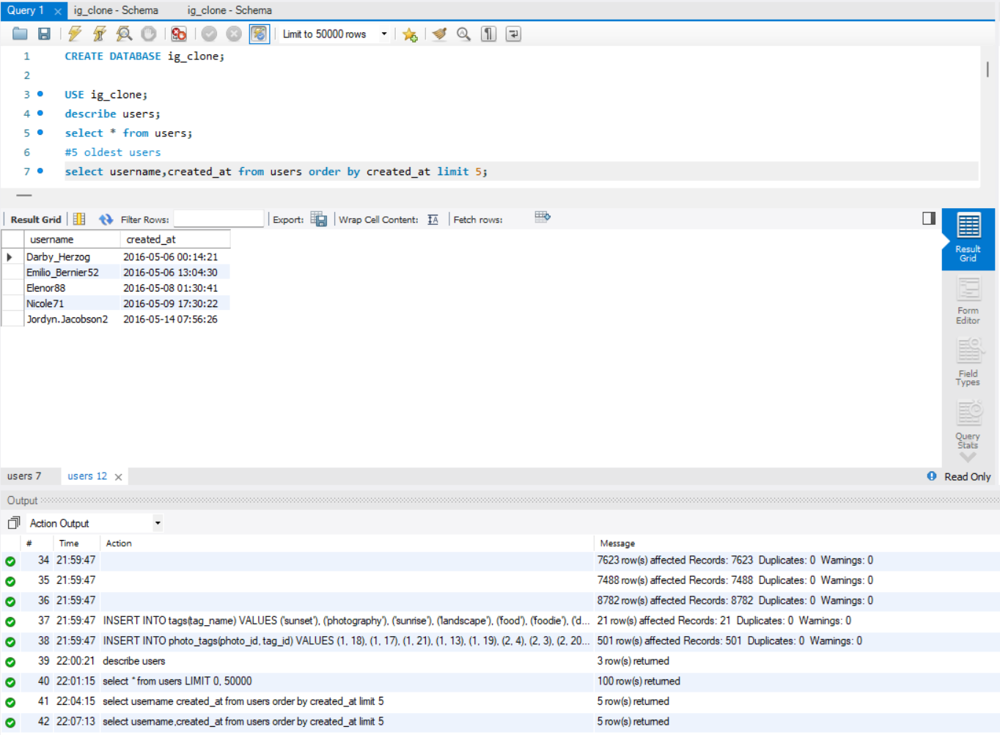 Query 1 ig_clone - Schema ig_clone - Schema
Limit to 50000 rows
1 CREATE DATABASE ig_clone;
2
3 USE ig_clone;
4 describe users;
5 select * from users;
6 #5 oldest users
7 select username,created_at from users order by created_at limit 5;
Result Grid Filter Rows: Export: Wrap Cell Content: Fetch rows:
username created_at
Darby_Herzog 2016-05-06 00:14:21
Emilio_Bernier52 2016-05-06 13:04:30
Elenor88 2016-05-08 01:30:41
Nicole71 2016-05-09 17:30:22
Jordyn.Jacobson2 2016-05-14 07:56:26
Result
Grid
Form
Editor
Field
Types
Query
Stats
users 7 users 12 Read Only
Output
Action Output
# Time Action Message
34 21:59:47 7623 row(s) affected Records: 7623 Duplicates: 0 Warnings: 0
35 21:59:47 7488 row(s) affected Records: 7488 Duplicates: 0 Warnings: 0
36 21:59:47 8782 row(s) affected Records: 8782 Duplicates: 0 Warnings: 0
37 21:59:47 INSERT INTO tags(tag_name) VALUES ('sunset'), ('photography'), ('sunrise'), ('landscape'), ('food'), ('foodie'), ('d... 21 row(s) affected Records: 21 Duplicates: 0 Warnings: 0
38 21:59:47 INSERT INTO photo_tags(photo_id, tag_id) VALUES (1, 18), (1, 17), (1, 21), (1, 13), (1, 19), (2, 4), (2, 3), (2, 20... 501 row(s) affected Records: 501 Duplicates: 0 Warnings: 0
39 22:00:21 describe users 3 row(s) returned
40 22:01:15 select * from users LIMIT 0, 50000 100 row(s) returned
41 22:04:15 select username created_at from users order by created_at limit 5 5 row(s) returned
42 22:07:13 select username,created_at from users order by created_at limit 5 5 row(s) returned